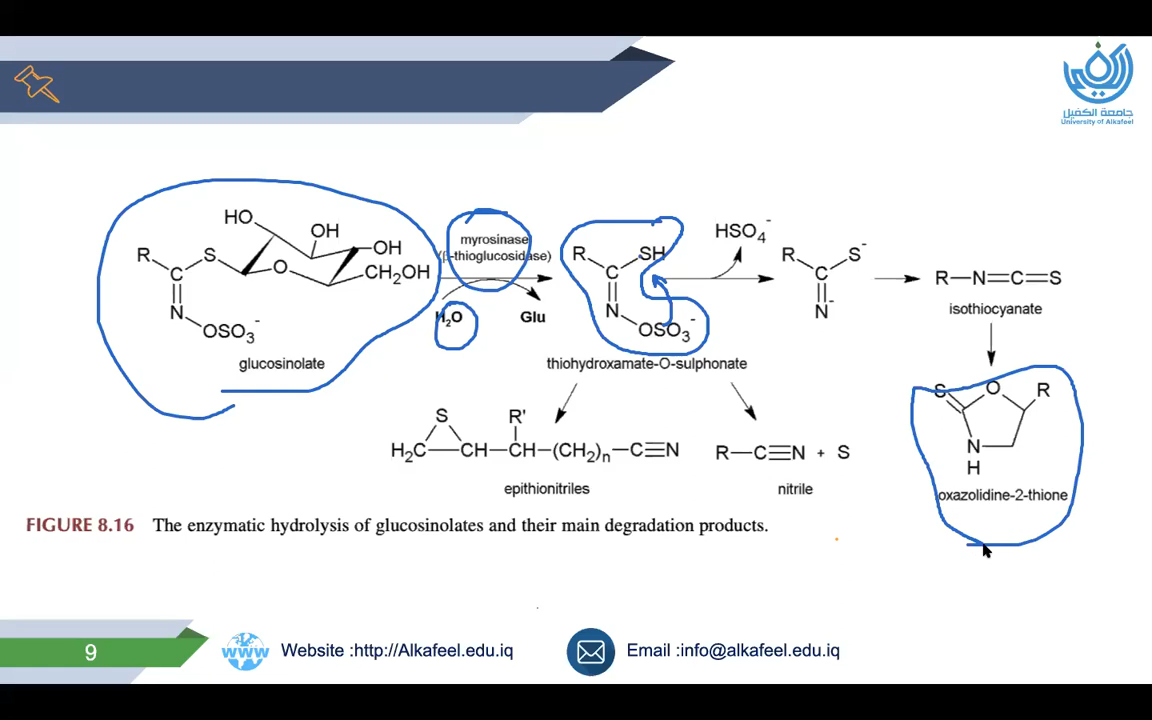 جامعة الكفيل
University of Alkafeel
HO
OH
OH
R
S
O
C
CH₂OH
N
OSO₃⁻
glucosinolate
myrosinase
(β-thioglucosidase)
H₂O
Glu
R
SH
C
N
OSO₃⁻
thiohydroxamate-O-sulphonate
HSO₄⁻
R
S⁻
C
N⁻
R—N=C=S
isothiocyanate
S
R'
H₂C—CH—CH—(CH₂)n—C≡N
epithionitriles
R—C≡N + S
nitrile
S
O
R
N
H
oxazolidine-2-thione
FIGURE 8.16 The enzymatic hydrolysis of glucosinolates and their main degradation products.
9
www
Website :http://Alkafeel.edu.iq
Email :info@alkafeel.edu.iq